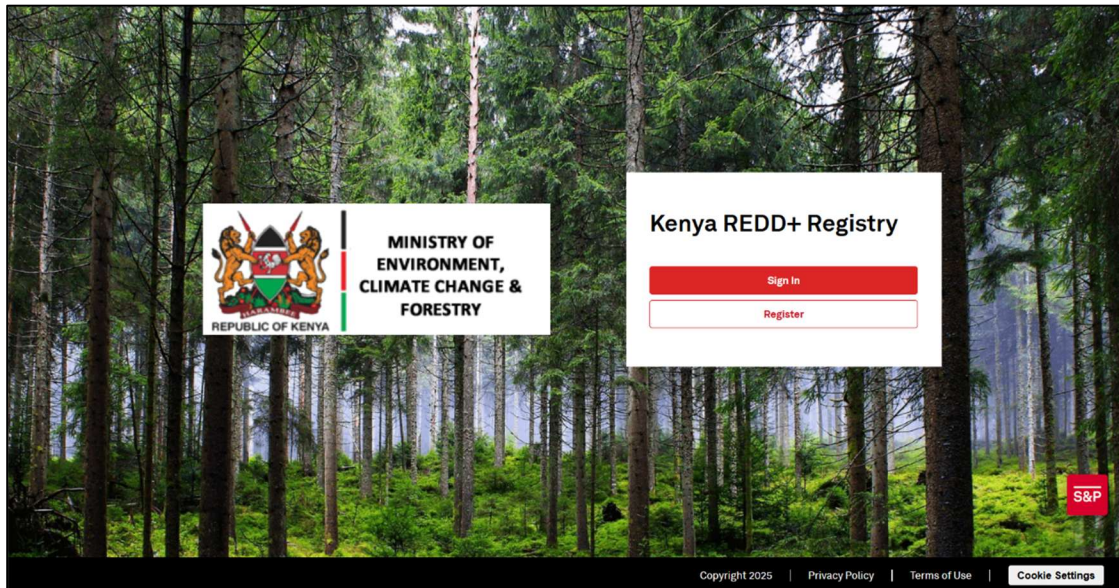 HARAMBEE
REPUBLIC OF KENYA
MINISTRY OF
ENVIRONMENT,
CLIMATE CHANGE &
FORESTRY
Kenya REDD+ Registry
Sign In
Register
S&P
Copyright 2025 | Privacy Policy | Terms of Use | Cookie Settings